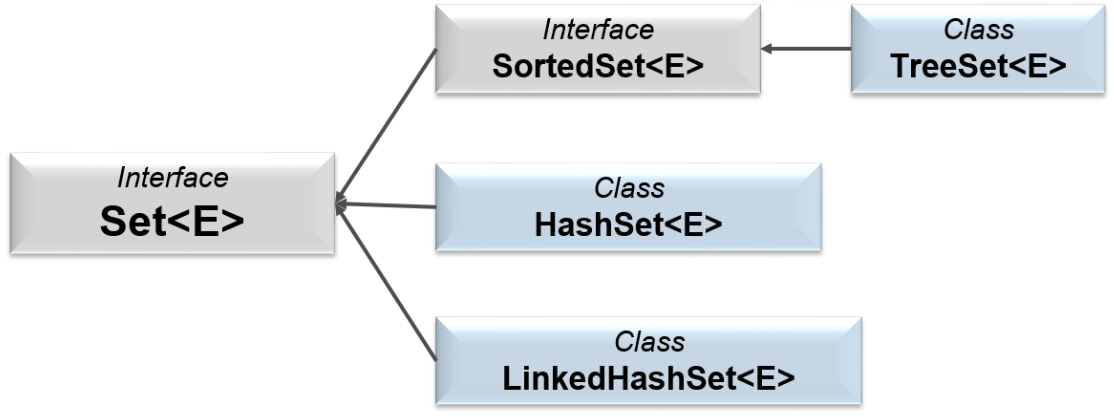 Interface
SortedSet<E>
Class
TreeSet<E>
Interface
Set<E>
Class
HashSet<E>
Class
LinkedHashSet<E>